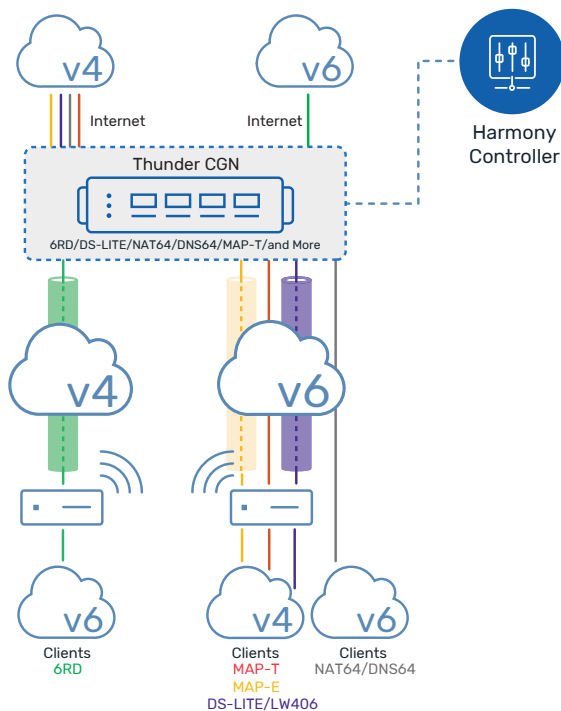 v4
v6
Internet
Internet
Harmony
Controller
Thunder CGN
6RD/DS-LITE/NAT64/DNS64/MAP-T/and More
v4
v6
v6
v4
v6
Clients
6RD
Clients
MAP-T
MAP-E
DS-LITE/LW406
Clients
NAT64/DNS64